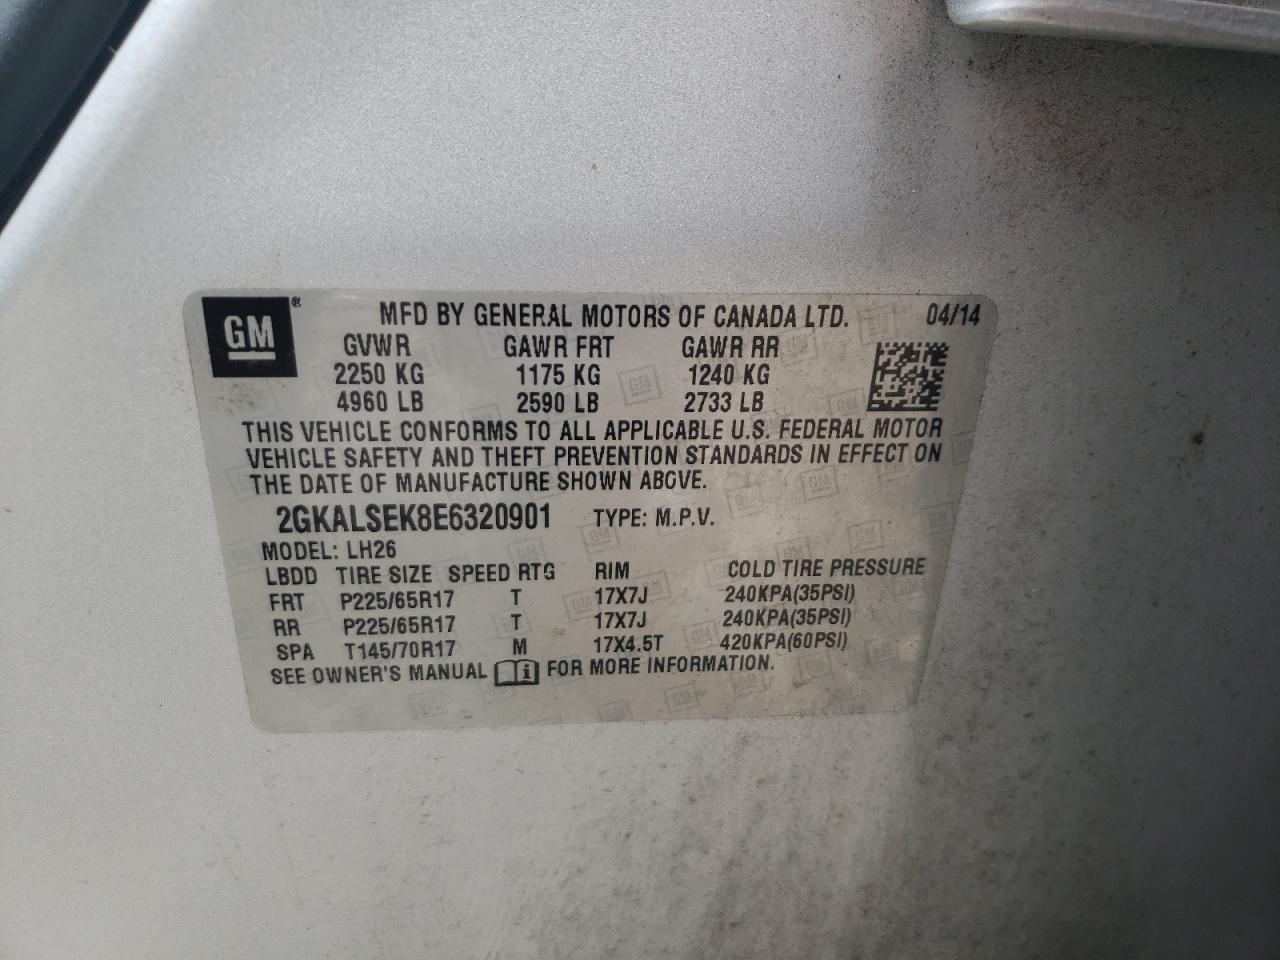 GM ® MFD BY GENERAL MOTORS OF CANADA LTD. 04/14
GVWR GAWR FRT GAWR RR
2250 KG 1175 KG 1240 KG
4960 LB 2590 LB 2733 LB
THIS VEHICLE CONFORMS TO ALL APPLICABLE U.S. FEDERAL MOTOR
VEHICLE SAFETY AND THEFT PREVENTION STANDARDS IN EFFECT ON
THE DATE OF MANUFACTURE SHOWN ABOVE.
2GKALSEK8E6320901 TYPE: M.P.V.
MODEL: LH26
LBDD TIRE SIZE SPEED RTG RIM COLD TIRE PRESSURE
FRT P225/65R17 T 17X7J 240KPA(35PSI)
RR P225/65R17 T 17X7J 240KPA(35PSI)
SPA T145/70R17 M 17X4.5T 420KPA(60PSI)
SEE OWNER'S MANUAL i FOR MORE INFORMATION.